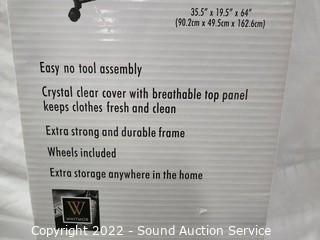 35.5" x 19.5" x 64"
(90.2cm x 49.5cm x 162.6cm)
Easy no tool assembly
Crystal clear cover with breathable top panel
keeps clothes fresh and clean
Extra strong and durable frame
Wheels included
Extra storage anywhere in the home
W
WHITMOR
Copyright 2022 - Sound Auction Service